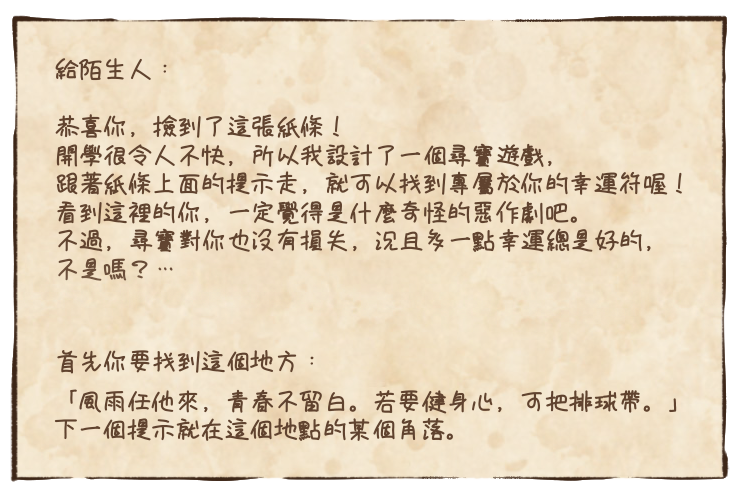 給陌生人：
恭喜你，撿到了這張紙條！
開學很令人不快，所以我設計了一個尋寶遊戲，
跟著紙條上面的提示走，就可以找到專屬於你的幸運符喔！
看到這裡的你，一定覺得是什麼奇怪的惡作劇吧。
不過，尋寶對你也沒有損失，況且多一點幸運總是好的，
不是嗎？…
首先你要找到這個地方：
「風雨任他來，青春不留白。若要健身心，可把排球帶。」
下一個提示就在這個地點的某個角落。